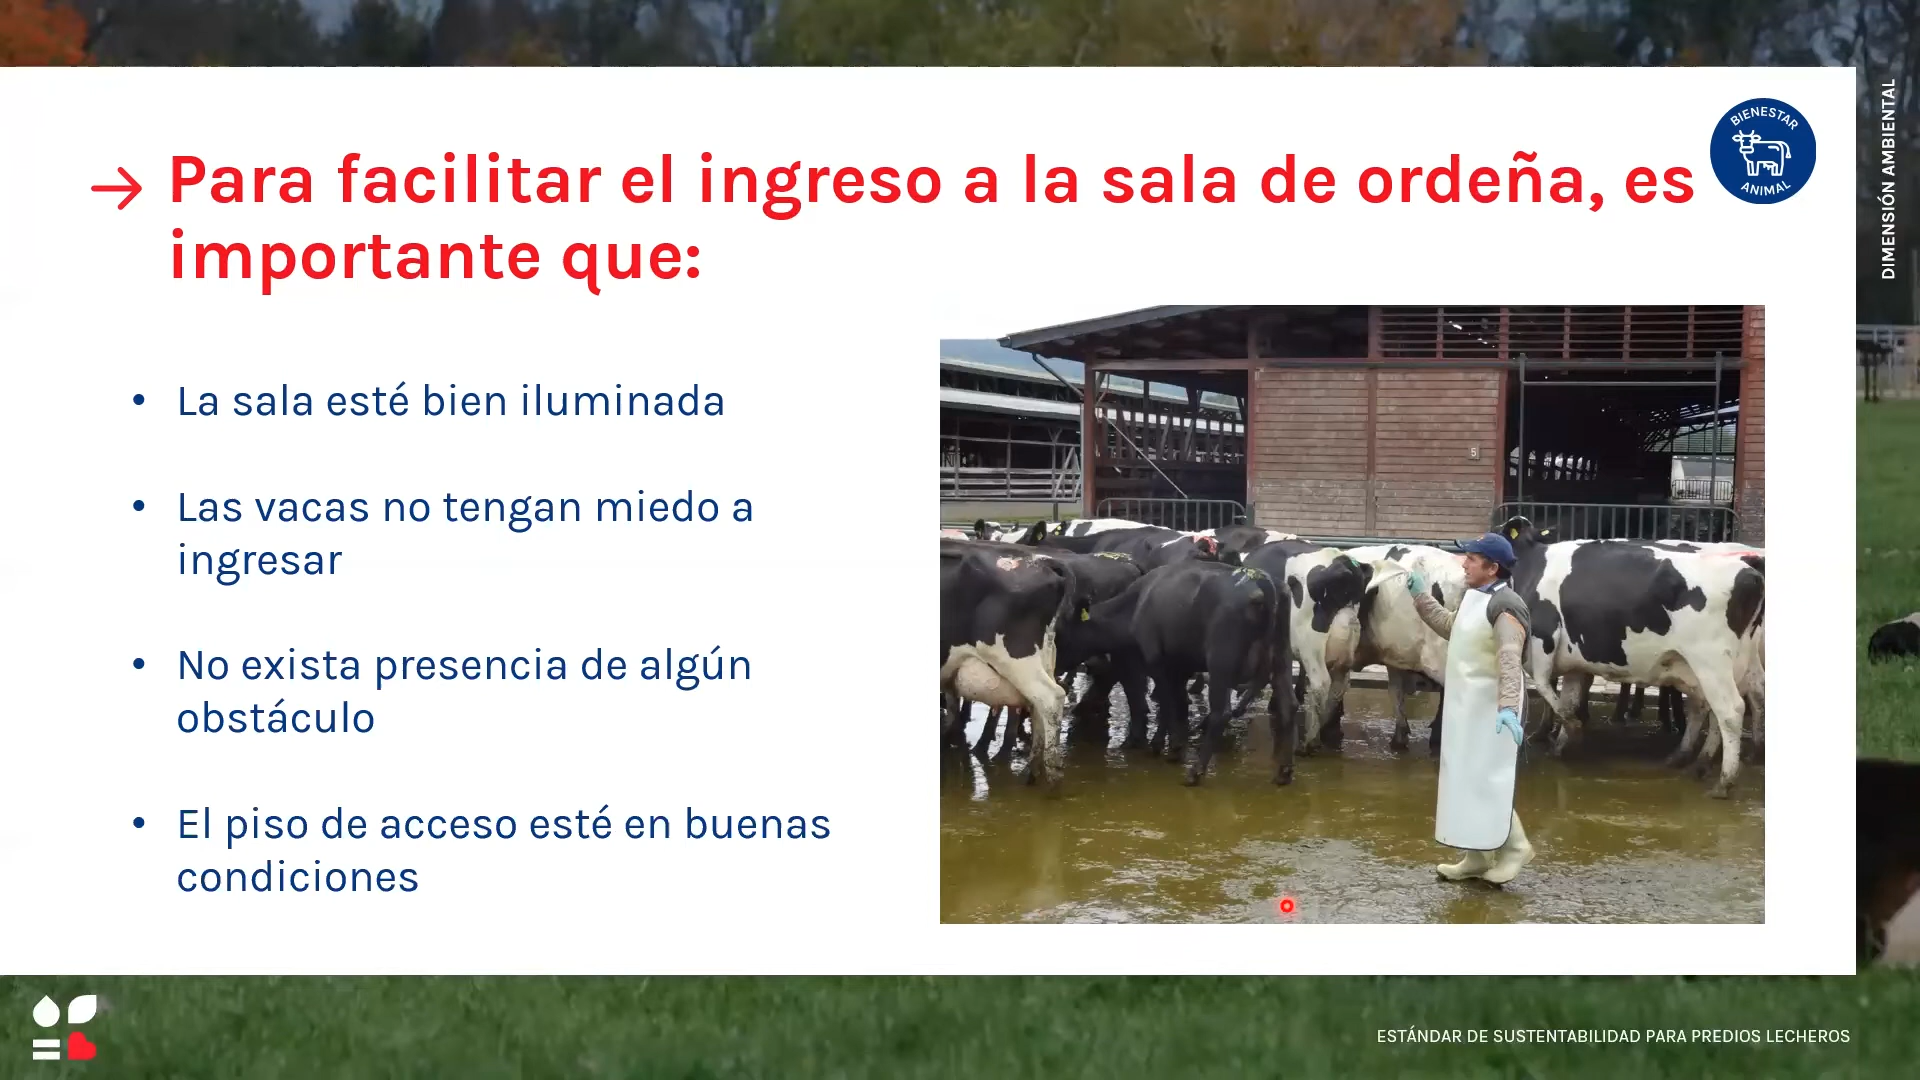 BIENESTAR
ANIMAL
DIMENSIÓN AMBIENTAL
→ Para facilitar el ingreso a la sala de ordeña, es
importante que:
• La sala esté bien iluminada
• Las vacas no tengan miedo a
ingresar
• No exista presencia de algún
obstáculo
• El piso de acceso esté en buenas
condiciones
5
ESTÁNDAR DE SUSTENTABILIDAD PARA PREDIOS LECHEROS